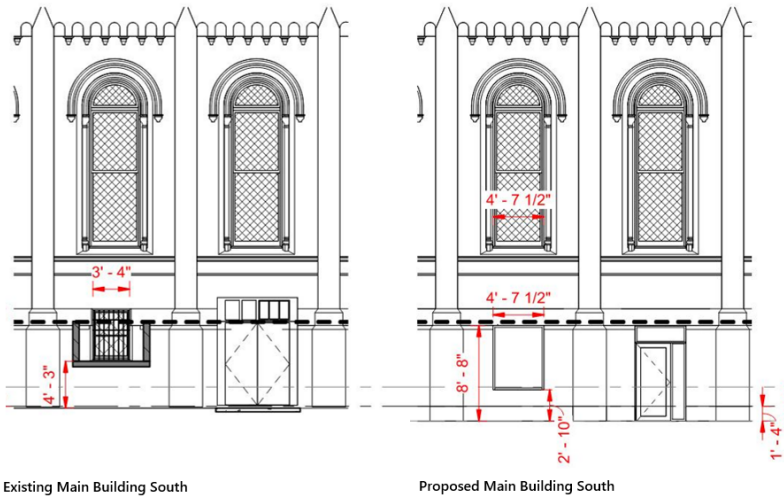 4' - 7 1/2"
3' - 4"
4' - 7 1/2"
4' - 3"
8' - 8"
2' - 10"
1' - 4"
Existing Main Building South
Proposed Main Building South